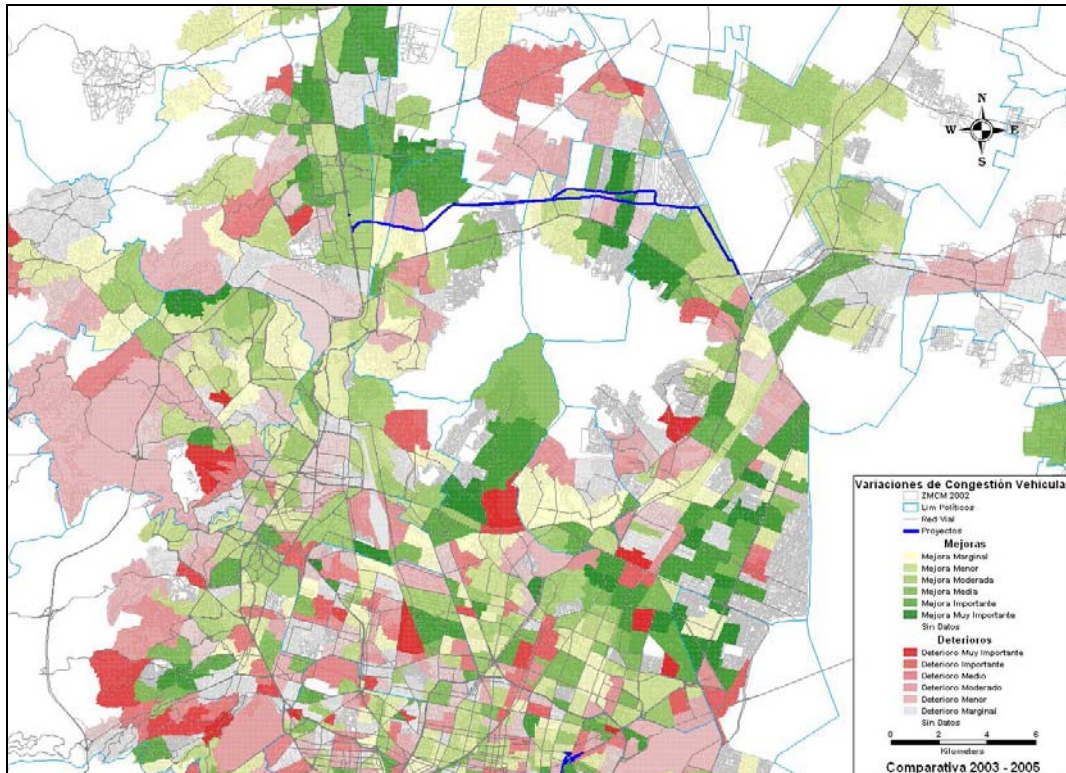 N
W E
S
Variaciones de Congestión Vehicula
ZMCM 2002
Lim Políticos
Red Vial
Proyectos
Mejoras
Mejora Marginal
Mejora Menor
Mejora Moderada
Mejora Media
Mejora Importante
Mejora Muy Importante
Sin Datos
Deterioros
Deterioro Muy Importante
Deterioro Importante
Deterioro Medio
Deterioro Moderado
Deterioro Menor
Deterioro Marginal
Sin Datos
0 2 4 6
Kilometers
Comparativa 2003 - 2005